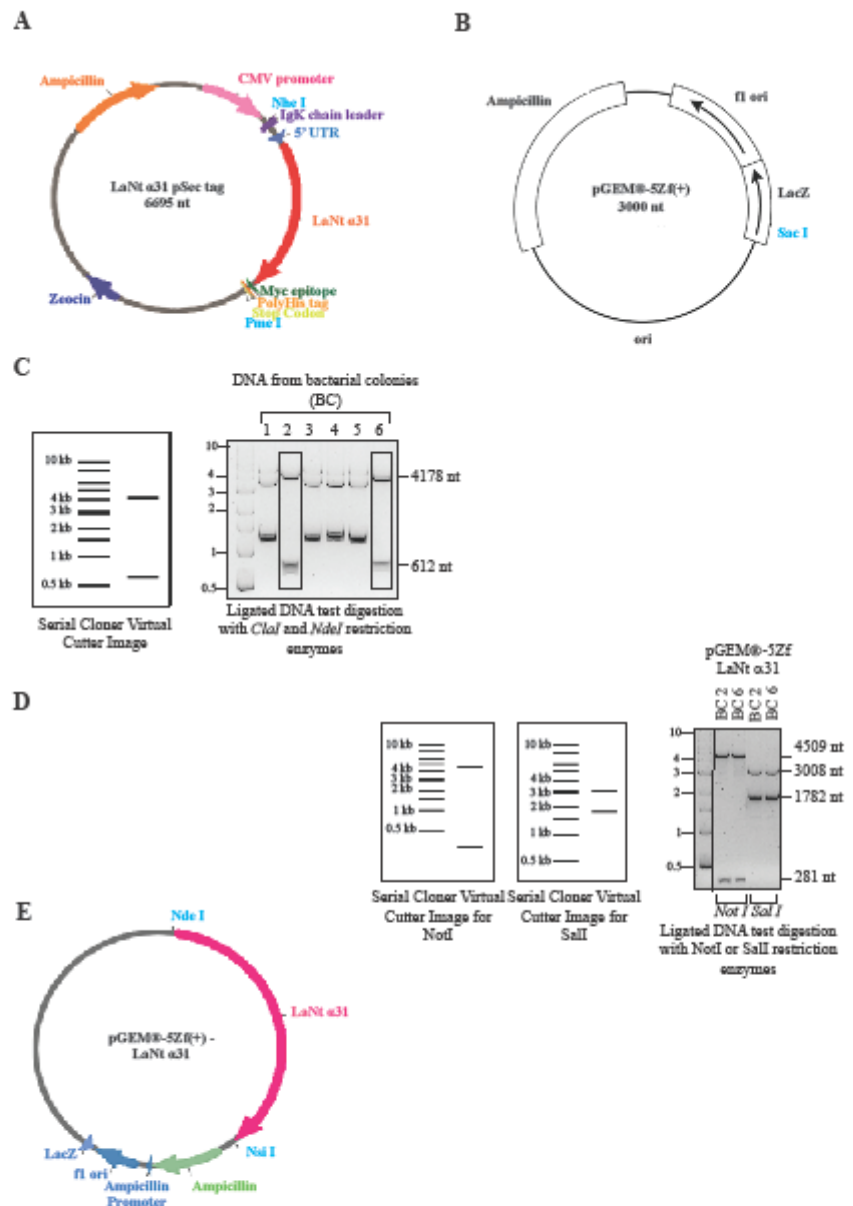 A
Ampicillin
CMV promoter
Nhe I
IgK chain leader
5' UTR
LaNt α31 pSec tag
6695 nt
LaNt α31
Myc epitope
PolyHis tag
Stop Codon
Pme I
Zeocin
B
Ampicillin
f1 ori
pGEM®-5Zf(+)
3000 nt
LacZ
Sac I
ori
C
10 kb
4 kb
3 kb
2 kb
1 kb
0.5 kb
Serial Cloner Virtual
Cutter Image
DNA from bacterial colonies
(BC)
1 2 3 4 5 6
10
4
3
2
1
0.5
4178 nt
612 nt
Ligated DNA test digestion
with ClaI and NdeI restriction
enzymes
D
10 kb
4 kb
3 kb
2 kb
1 kb
0.5 kb
Serial Cloner Virtual
Cutter Image for
NotI
10 kb
4 kb
3 kb
2 kb
1 kb
0.5 kb
Serial Cloner Virtual
Cutter Image for
SalI
pGEM®-5Zf
LaNt α31
BC 2
BC 6
BC 2
BC 6
10
4
3
2
1
0.5
4509 nt
3008 nt
1782 nt
281 nt
Not I Sal I
Ligated DNA test digestion
with NotI or SalI restriction
enzymes
E
Nde I
LaNt α31
pGEM®-5Zf(+) -
LaNt α31
Nsi I
LacZ
f1 ori
Ampicillin
Promoter
Ampicillin